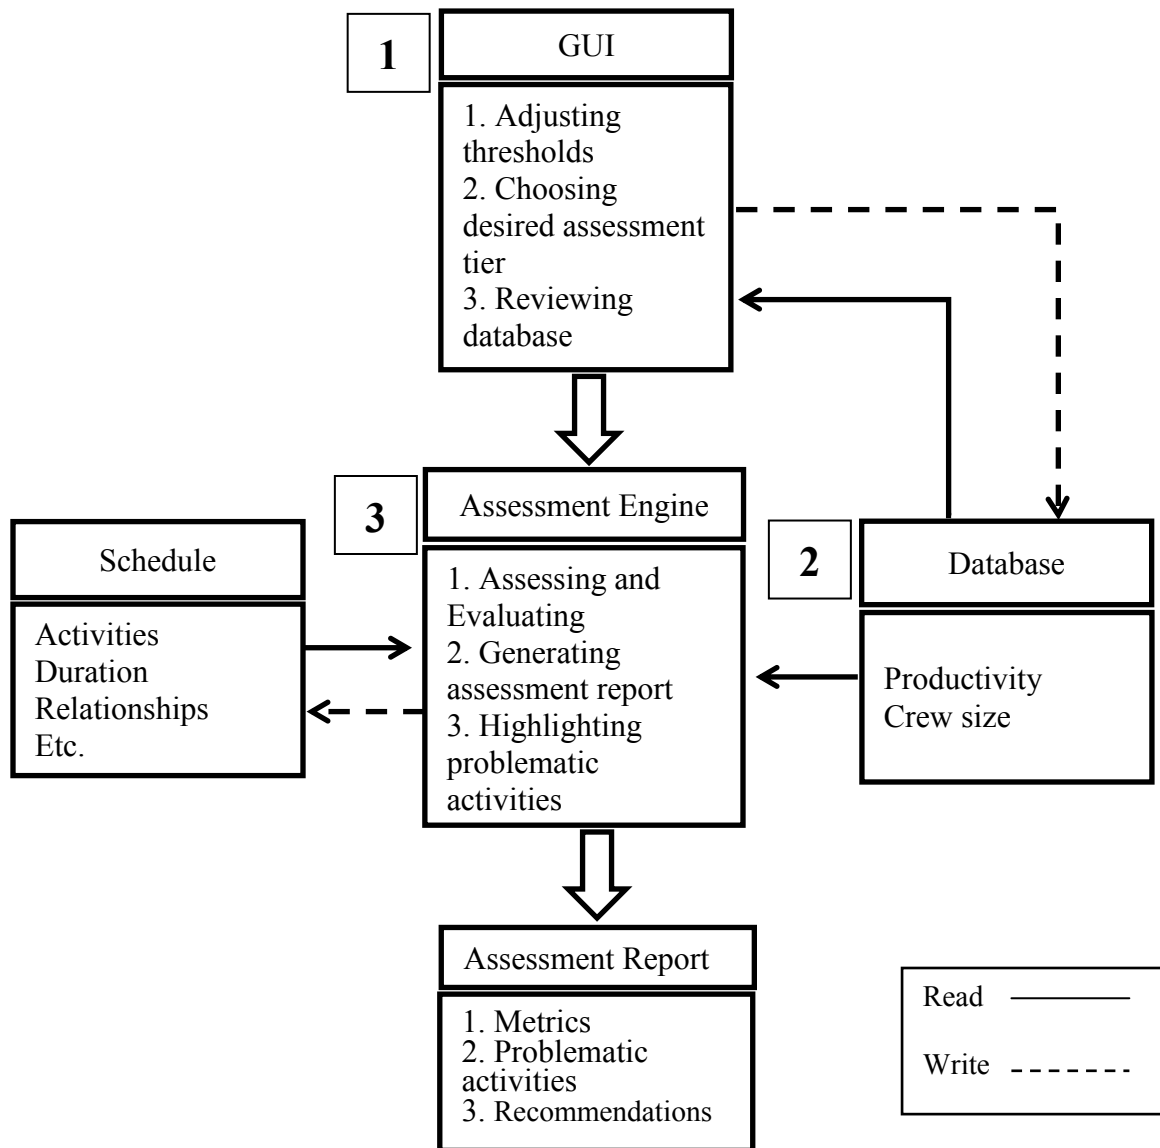 1
GUI
1. Adjusting
thresholds
2. Choosing
desired assessment
tier
3. Reviewing
database
3
Assessment Engine
1. Assessing and
Evaluating
2. Generating
assessment report
3. Highlighting
problematic
activities
Schedule
Activities
Duration
Relationships
Etc.
2
Database
Productivity
Crew size
Assessment Report
1. Metrics
2. Problematic
activities
3. Recommendations
Read
Write